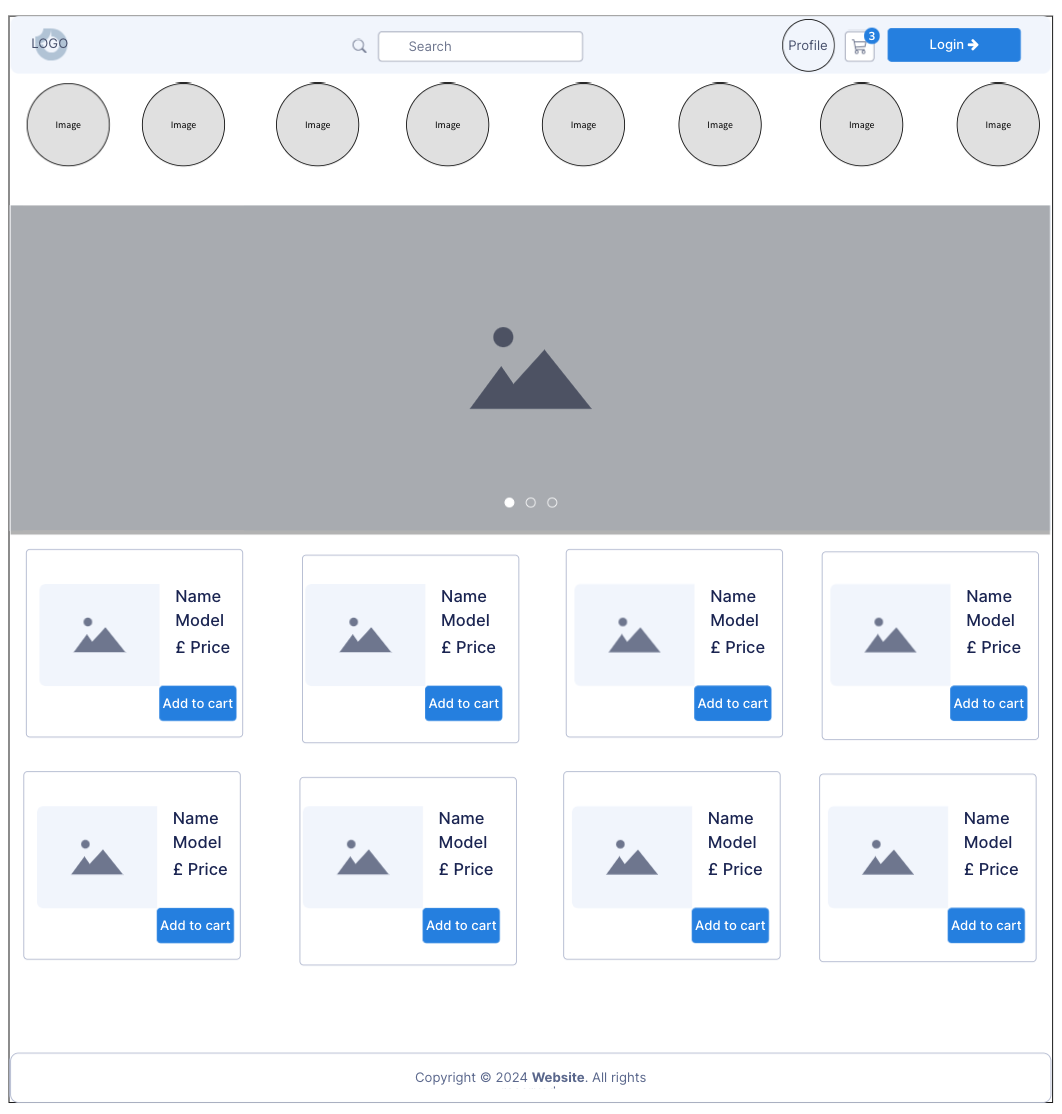 LOGO
Search
Profile
3
Login
Image
Image
Image
Image
Image
Image
Image
Image
Name
Model
£ Price
Add to cart
Name
Model
£ Price
Add to cart
Name
Model
£ Price
Add to cart
Name
Model
£ Price
Add to cart
Name
Model
£ Price
Add to cart
Name
Model
£ Price
Add to cart
Name
Model
£ Price
Add to cart
Name
Model
£ Price
Add to cart
Copyright © 2024 Website. All rights